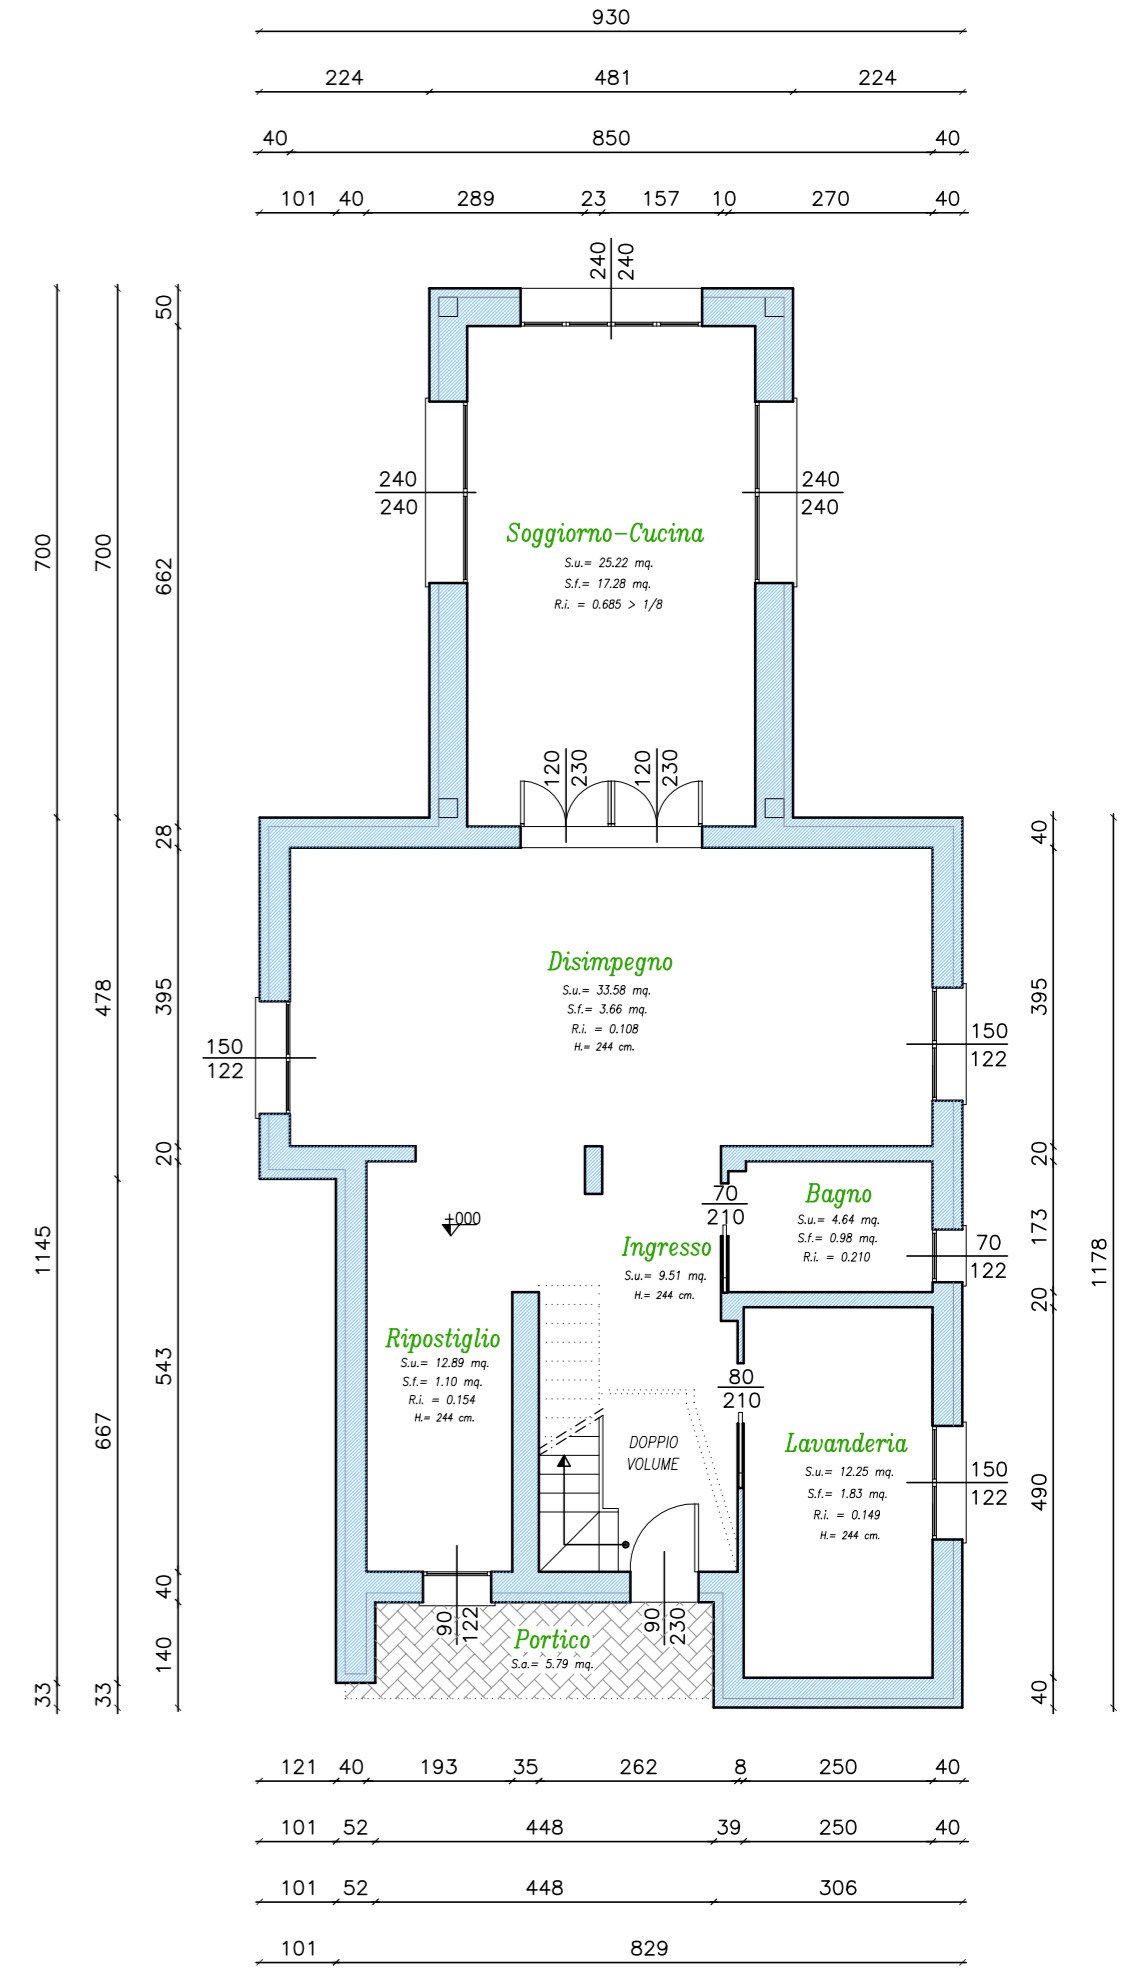 930
224 481 224
40 850 40
101 40 289 23 157 10 270 40
240
240
50
240
240
240
240
Soggiorno-Cucina
S.u.= 25.22 mq.
S.f.= 17.28 mq.
R.i. = 0.685 > 1/8
700
700
662
120
230
120
230
28
40
Disimpegno
S.u.= 33.58 mq.
S.f.= 3.66 mq.
R.i. = 0.108
H.= 244 cm.
478
395
395
150
122
150
122
20
20
70
210
Bagno
S.u.= 4.64 mq.
S.f.= 0.98 mq.
R.i. = 0.210
+000
Ingresso
S.u.= 9.51 mq.
H.= 244 cm.
173
70
122
1145
1178
20
Ripostiglio
S.u.= 12.89 mq.
S.f.= 1.10 mq.
R.i. = 0.154
H.= 244 cm.
543
667
80
210
DOPPIO
VOLUME
Lavanderia
S.u.= 12.25 mq.
S.f.= 1.83 mq.
R.i. = 0.149
H.= 244 cm.
150
122
490
40
90
122
90
230
Portico
S.a.= 5.79 mq.
140
33
33
40
121 40 193 35 262 8 250 40
101 52 448 39 250 40
101 52 448 306
101 829